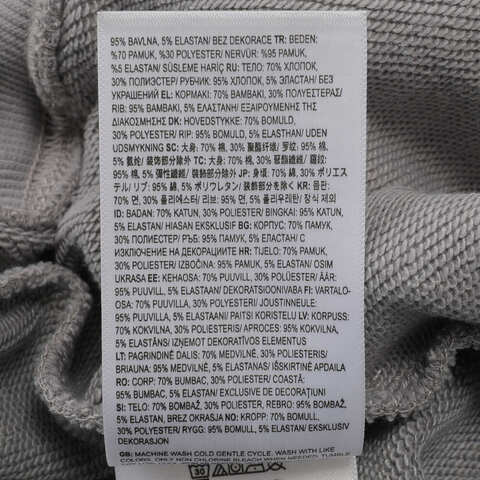 95% BAVLNA, 5% ELASTAN/ BEZ DEKORACE TR: BEDEN:
%70 PAMUK, %30 POLYESTER/ NERVÜR: %95 PAMUK,
%5 ELASTAN/ SÜSLEME HARİÇ RU: ТЕЛО: 70% ХЛОПОК,
30% ПОЛИЭСТЕР/ РУБЧИК: 95% ХЛОПОК, 5% ЭЛАСТАН/ БЕЗ
УКРАШЕНИЙ EL: ΚΟΡΜΑΚΙ: 70% ΒΑΜΒΑΚΙ, 30% ΠΟΛΥΕΣΤΕΡΑΣ/
RIB: 95% ΒΑΜΒΑΚΙ, 5% ΕΛΑΣΤΑΝΗ/ ΕΞΑΙΡΟΥΜΕΝΗΣ ΤΗΣ
ΔΙΑΚΟΣΜΗΣΗΣ DK: HOVEDSTYKKE: 70% BOMULD,
30% POLYESTER/ RIP: 95% BOMULD, 5% ELASTHAN/ UDEN
UDSMYKNING SC: 大身: 70% 棉, 30% 聚酯纤维/ 罗纹: 95% 棉,
5% 氨纶/ 装饰部分除外 TC: 大身: 70% 棉, 30% 聚酯纖維/ 羅紋:
95% 棉, 5% 彈性纖維/ 裝飾部分除外 JP: 身頃: 70% 綿, 30% ポリエス
テル/ リブ: 95% 綿, 5% ポリウレタン/ 装飾部分を除く KR: 몸판:
70% 면, 30% 폴리에스터/ 리브: 95% 면, 5% 폴리우레탄/ 장식 제외
ID: BADAN: 70% KATUN, 30% POLIESTER/ BINGKAI: 95% KATUN,
5% ELASTAN/ HIASAN EKSKLUSIF BG: КОРПУС: 70% ПАМУК,
30% ПОЛИЕСТЕР/ РЪБ: 95% ПАМУК, 5% ЕЛАСТАН/ С
ИЗКЛЮЧЕНИЕ НА ДЕКОРАЦИИТЕ HR: TIJELO: 70% PAMUK,
30% POLIESTER/ IZBOČINA: 95% PAMUK, 5% ELASTAN/ OSIM
UKRASA EE: KEHAOSA: 70% PUUVILL, 30% POLÜESTER/ ÄÄR:
95% PUUVILL, 5% ELASTAAN/ DEKORATSIOONIVABA FI: VARTALO-
OSA: 70% PUUVILLA, 30% POLYESTER/ JOUSTINNEULE:
95% PUUVILLA, 5% ELASTAANI/ PAITSI KORISTELU LV: KORPUSS:
70% KOKVILNA, 30% POLIESTERIS/ APROCES: 95% KOKVILNA,
5% ELASTĀNS/ IZŅEMOT DEKORATĪVOS ELEMENTUS
LT: PAGRINDINĖ DALIS: 70% MEDVILNĖ, 30% POLIESTERIS/
BRIAUNA: 95% MEDVILNĖ, 5% ELASTANAS/ IŠSKIRTINĖ APDAILA
RO: CORP: 70% BUMBAC, 30% POLIESTER/ COASTĂ:
95% BUMBAC, 5% ELASTAN/ EXCLUSIVE DE DECORAŢIUNI
SI: TELO: 70% BOMBAŽ, 30% POLIESTER, REBRO: 95% BOMBAŽ,
5% ELASTAN, BREZ OKRASJA NO: KROPP: 70% BOMULL,
30% POLYESTER/ RYGG: 95% BOMULL, 5% ELASTAN/ EKSKLUSIV
DEKORASJON
GB: MACHINE WASH COLD GENTLE CYCLE. WASH WITH LIKE
COLORS. ONLY NON CHLORINE BLEACH WHEN NEEDED. TUMBLE
30